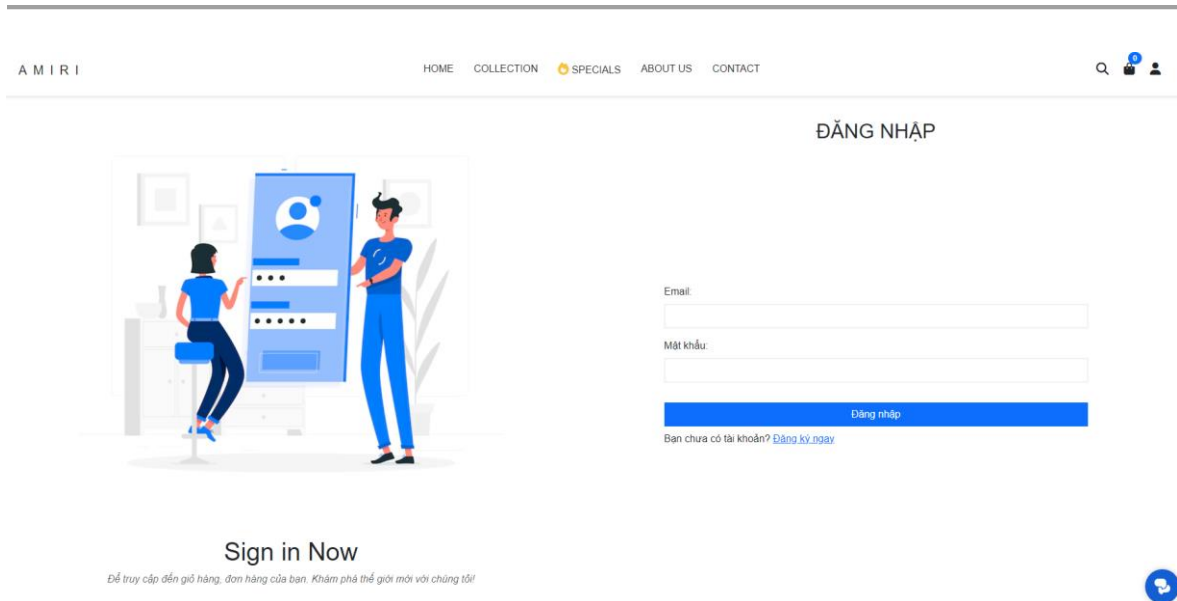 A M I R I
HOME COLLECTION SPECIALS ABOUT US CONTACT
0
ĐĂNG NHẬP
Email:
Mật khẩu:
Đăng nhập
Bạn chưa có tài khoản? Đăng ký ngay
Sign in Now
Để truy cập đến giỏ hàng, đơn hàng của bạn. Khám phá thế giới mới với chúng tôi!